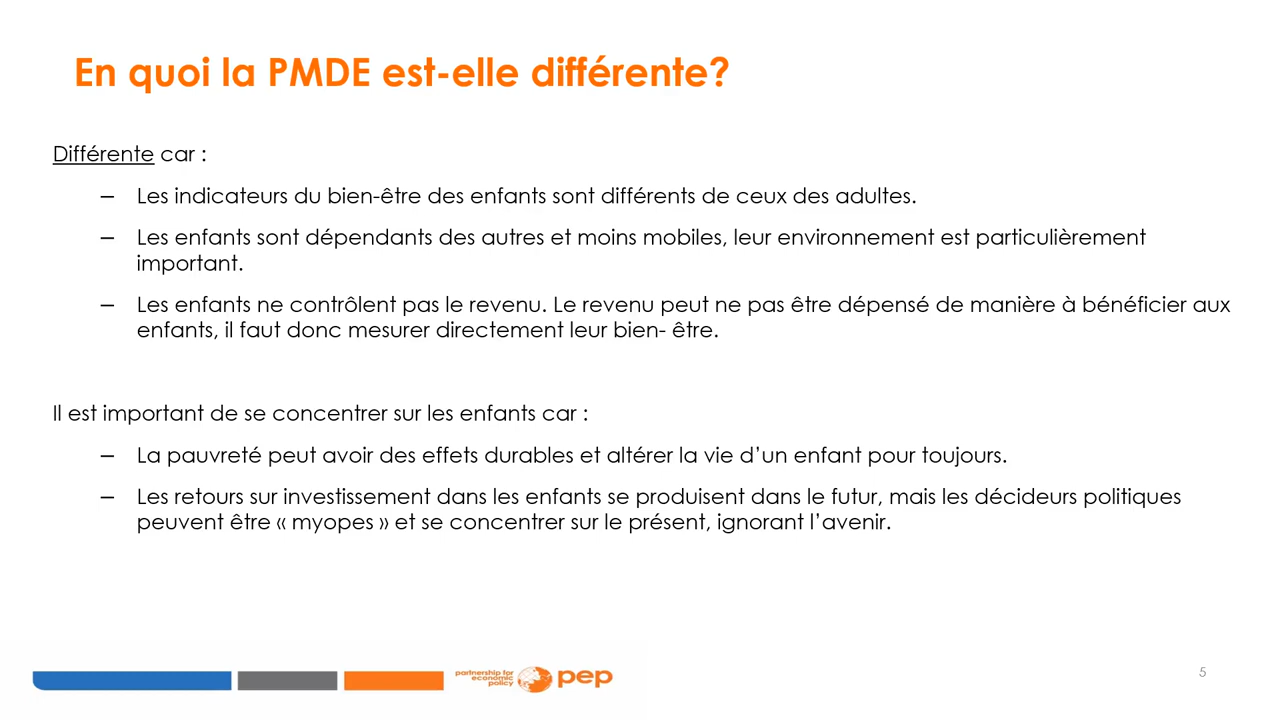 En quoi la PMDE est-elle différente?
Différente car :
– Les indicateurs du bien-être des enfants sont différents de ceux des adultes.
– Les enfants sont dépendants des autres et moins mobiles, leur environnement est particulièrement
important.
– Les enfants ne contrôlent pas le revenu. Le revenu peut ne pas être dépensé de manière à bénéficier aux
enfants, il faut donc mesurer directement leur bien- être.
Il est important de se concentrer sur les enfants car :
– La pauvreté peut avoir des effets durables et altérer la vie d’un enfant pour toujours.
– Les retours sur investissement dans les enfants se produisent dans le futur, mais les décideurs politiques
peuvent être « myopes » et se concentrer sur le présent, ignorant l’avenir.
partnership for
economic
policy
pep
5